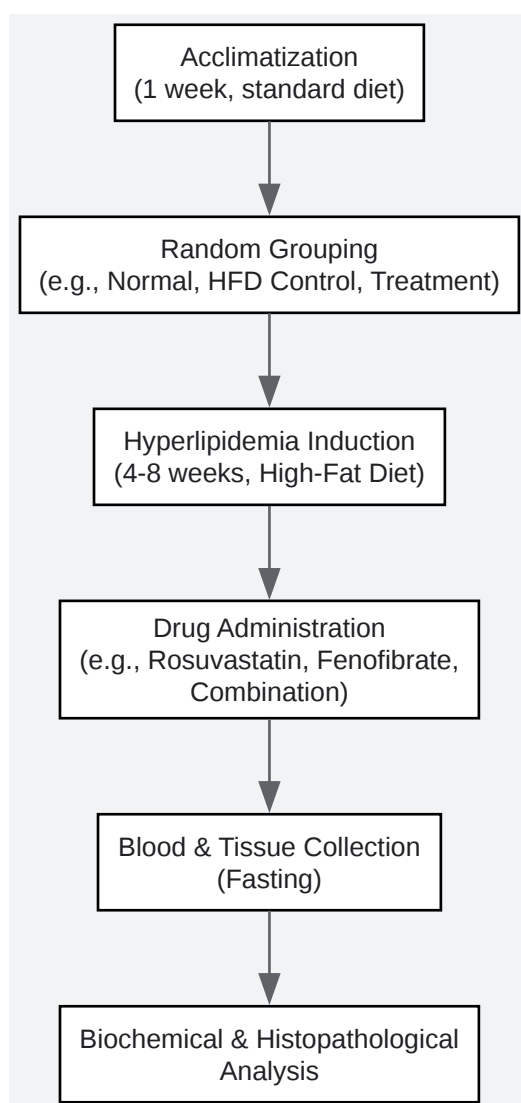 Acclimatization
(1 week, standard diet)
Random Grouping
(e.g., Normal, HFD Control, Treatment)
Hyperlipidemia Induction
(4-8 weeks, High-Fat Diet)
Drug Administration
(e.g., Rosuvastatin, Fenofibrate,
Combination)
Blood & Tissue Collection
(Fasting)
Biochemical & Histopathological
Analysis